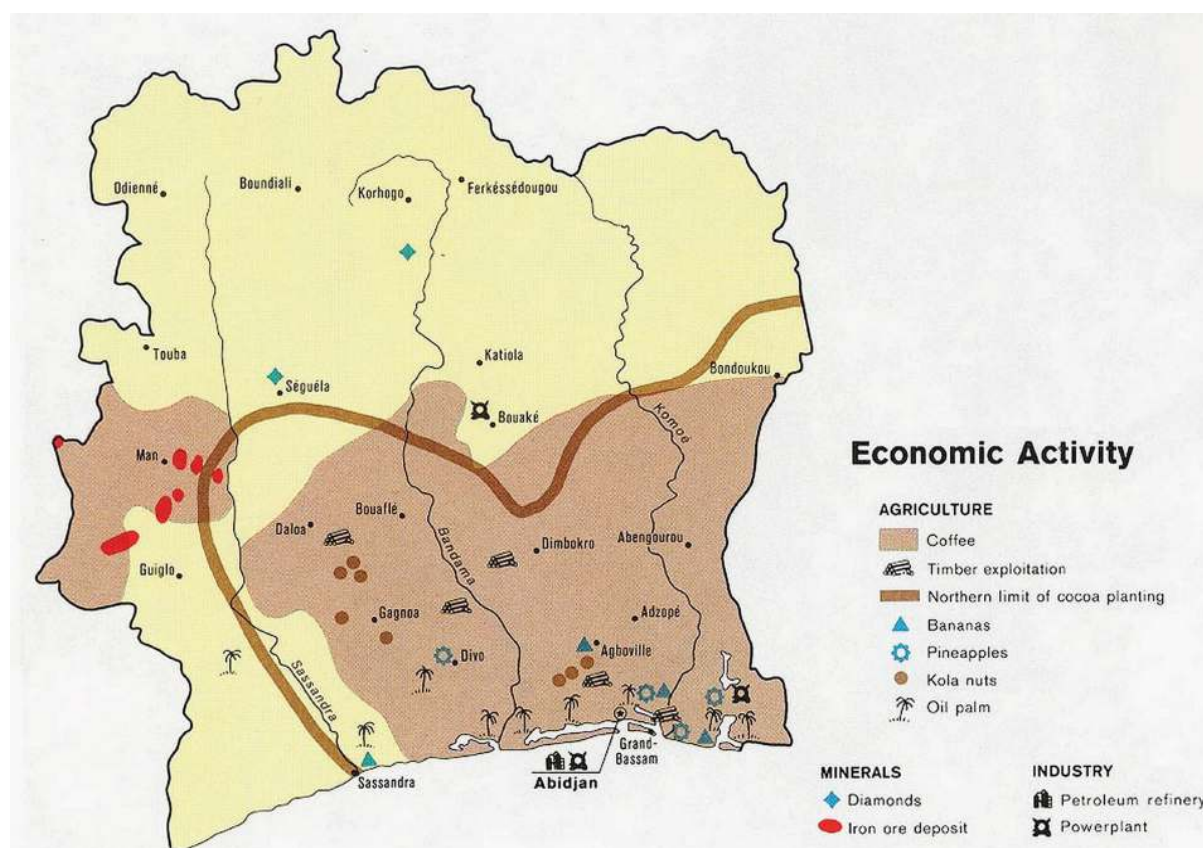 Odienné
Boundiali
Korhogo
Ferkéssédougou
Touba
Katiola
Bondoukou
Séguéla
Bouaké
Komoé
Man
Economic Activity
AGRICULTURE
Coffee
Timber exploitation
Northern limit of cocoa planting
Bananas
Pineapples
Kola nuts
Oil palm
Daloa
Bouaflé
Bandama
Dimbokro
Abengourou
Guiglo
Gagnoa
Adzopé
Agboville
Divo
Sassandra
Grand-
Bassam
Sassandra
Abidjan
MINERALS
Diamonds
Iron ore deposit
INDUSTRY
Petroleum refinery
Powerplant